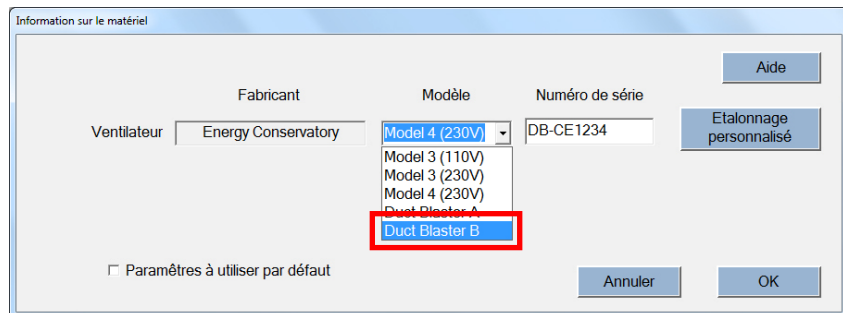 Information sur le matériel
Aide
Fabricant Modèle Numéro de série
Ventilateur Energy Conservatory Model 4 (230V) DB-CE1234 Etalonnage personnalisé
Model 3 (110V)
Model 3 (230V)
Model 4 (230V)
Duct Blaster A
Duct Blaster B
Paramètres à utiliser par défaut
Annuler OK